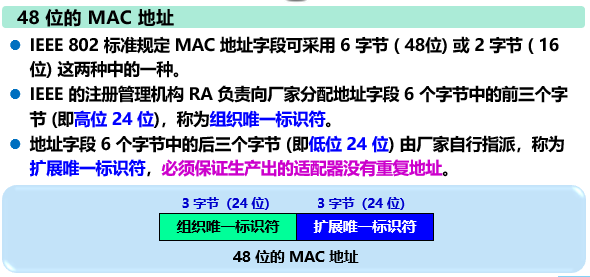 48 位的 MAC 地址
IEEE 802 标准规定 MAC 地址字段可采用 6 字节 ( 48位) 或 2 字节 ( 16
位) 这两种中的一种。
IEEE 的注册管理机构 RA 负责向厂家分配地址字段 6 个字节中的前三个字
节 (即高位 24 位)，称为组织唯一标识符。
地址字段 6 个字节中的后三个字节 (即低位 24 位) 由厂家自行指派，称为
扩展唯一标识符，必须保证生产出的适配器没有重复地址。
3 字节（24 位） 3 字节（24 位）
组织唯一标识符 扩展唯一标识符
48 位的 MAC 地址